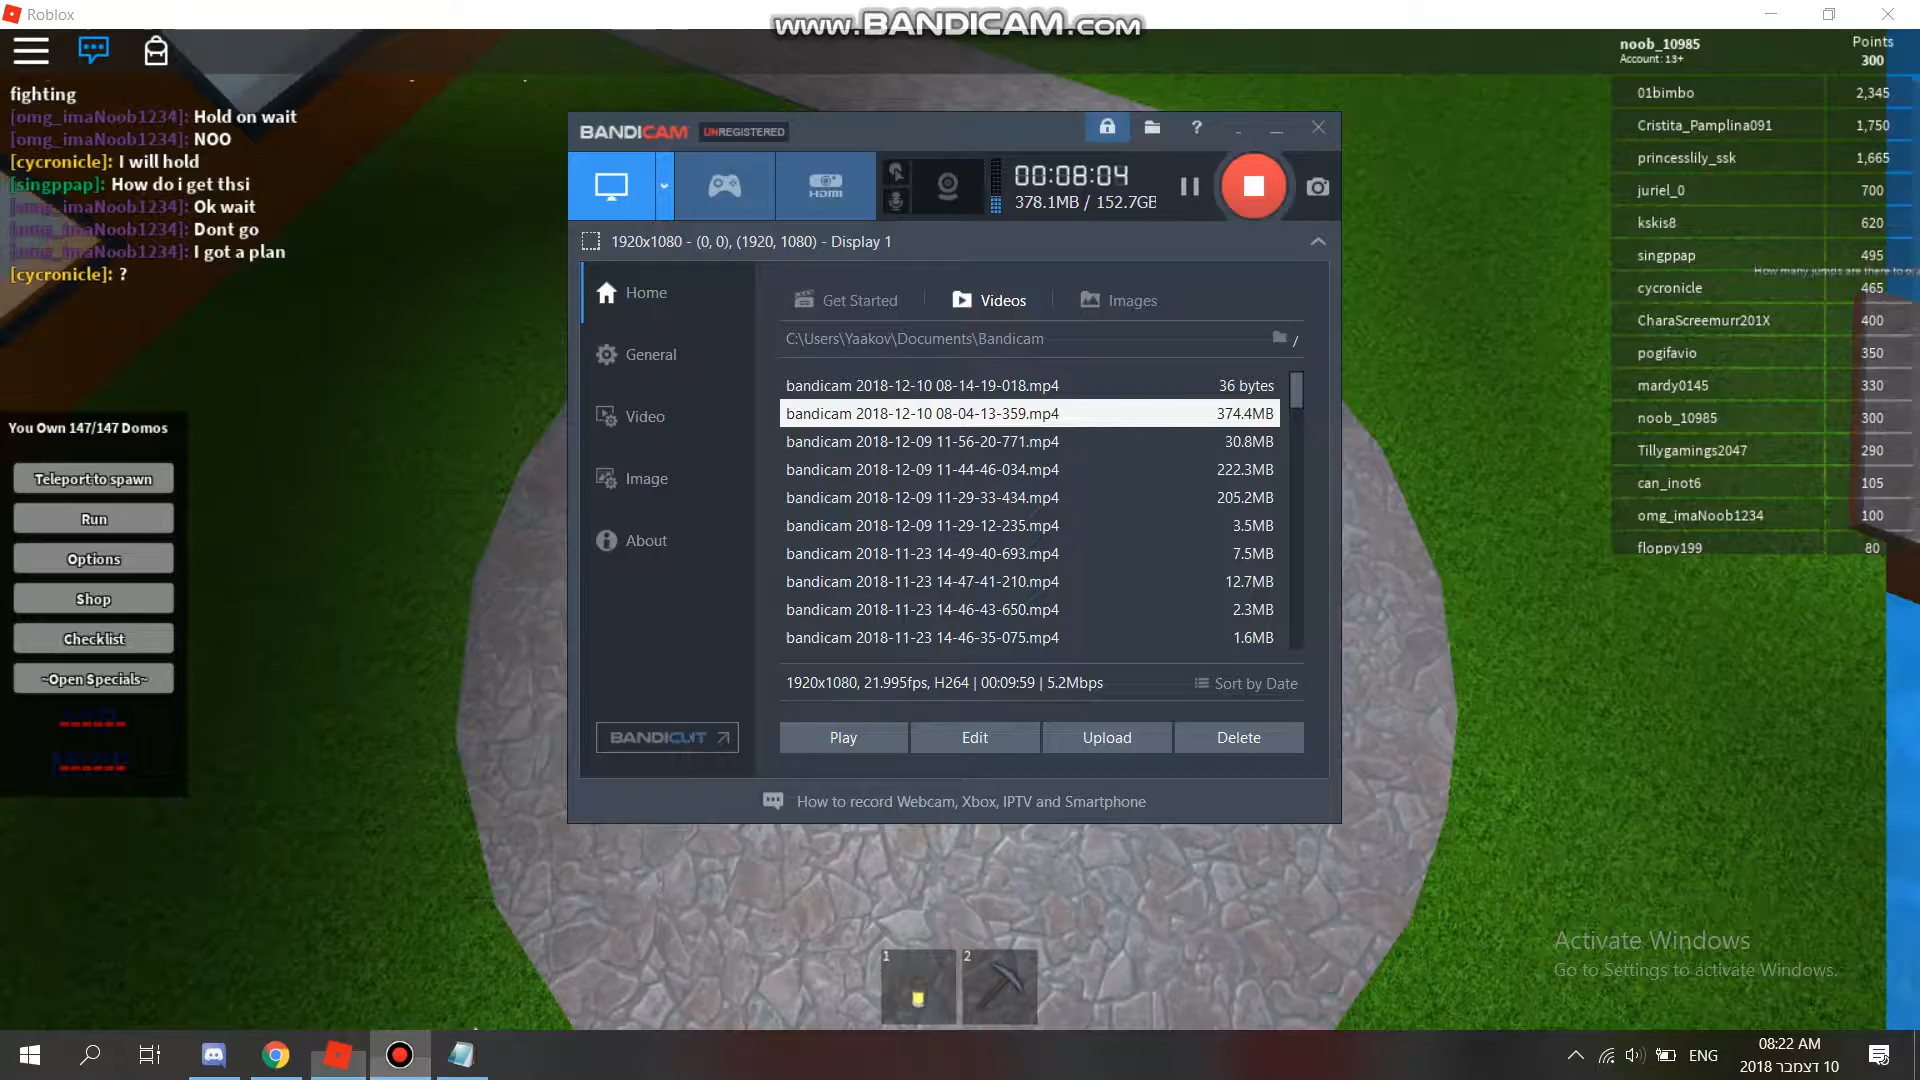 Roblox
www.BANDICAM.com
noob_10985
Account: 13+
Points
300
fighting
[omg_imaNoob1234]: Hold on wait
[omg_imaNoob1234]: NOO
[cycronicle]: I will hold
[singppap]: How do i get thsi
[omg_imaNoob1234]: Ok wait
[omg_imaNoob1234]: Dont go
[omg_imaNoob1234]: I got a plan
[cycronicle]: ?
You Own 147/147 Domos
Teleport to spawn
Run
Options
Shop
Checklist
~Open Specials~
BANDICAM UNREGISTERED
?
HDMI
00:08:04
378.1MB / 152.7GB
1920x1080 - (0, 0), (1920, 1080) - Display 1
Home
General
Video
Image
About
BANDICUT
Get Started
Videos
Images
C:\Users\Yaakov\Documents\Bandicam
/
bandicam 2018-12-10 08-14-19-018.mp4 36 bytes
bandicam 2018-12-10 08-04-13-359.mp4 374.4MB
bandicam 2018-12-09 11-56-20-771.mp4 30.8MB
bandicam 2018-12-09 11-44-46-034.mp4 222.3MB
bandicam 2018-12-09 11-29-33-434.mp4 205.2MB
bandicam 2018-12-09 11-29-12-235.mp4 3.5MB
bandicam 2018-11-23 14-49-40-693.mp4 7.5MB
bandicam 2018-11-23 14-47-41-210.mp4 12.7MB
bandicam 2018-11-23 14-46-43-650.mp4 2.3MB
bandicam 2018-11-23 14-46-35-075.mp4 1.6MB
1920x1080, 21.995fps, H264 | 00:09:59 | 5.2Mbps
Sort by Date
Play
Edit
Upload
Delete
How to record Webcam, Xbox, IPTV and Smartphone
01bimbo 2,345
Cristita_Pamplina091 1,750
princesslily_ssk 1,665
juriel_0 700
kskis8 620
singppap 495
How many jumps are there to
cycronicle 465
CharaScreemurr201X 400
pogifavio 350
mardy0145 330
noob_10985 300
Tillygamings2047 290
can_inot6 105
omg_imaNoob1234 100
floppy199 80
1
2
Activate Windows
Go to Settings to activate Windows.
ENG
08:22 AM
10 דצמבר 2018